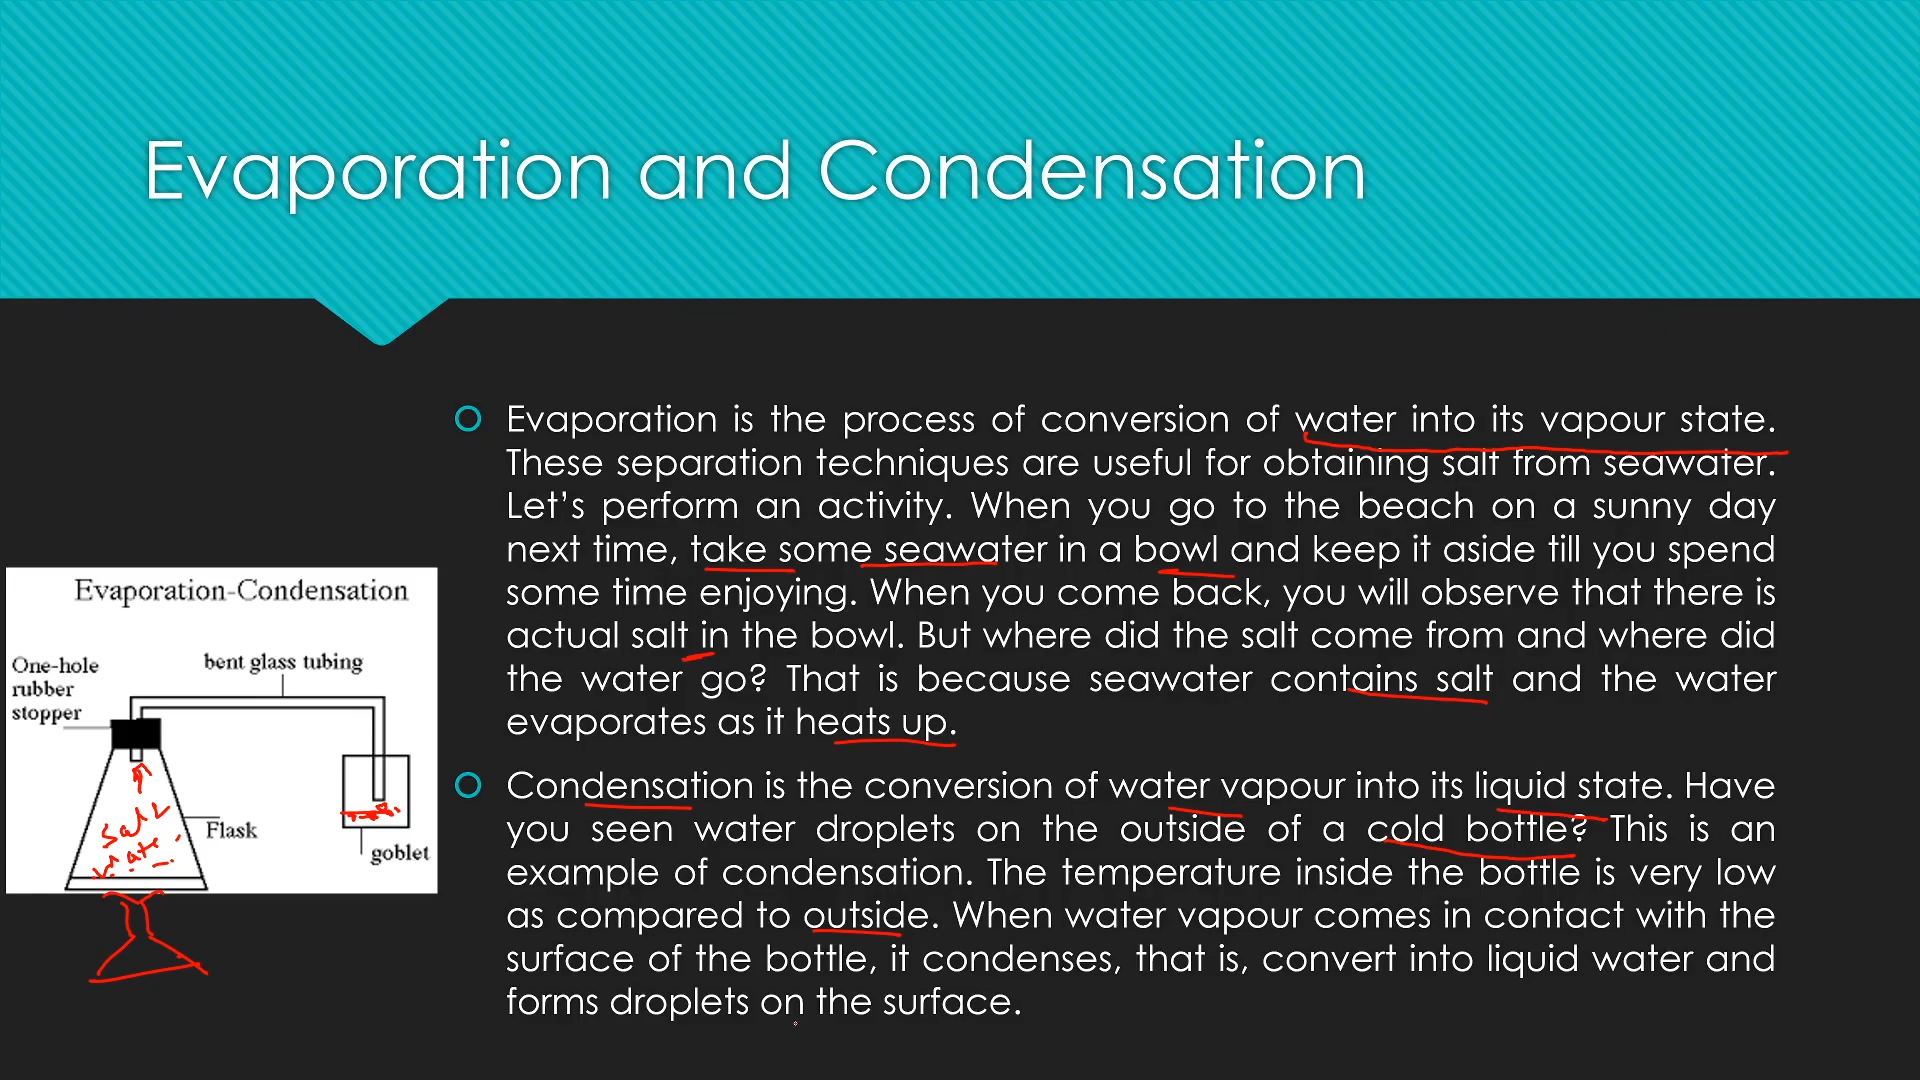 Evaporation and Condensation
Evaporation is the process of conversion of water into its vapour state.
These separation techniques are useful for obtaining salt from seawater.
Let’s perform an activity. When you go to the beach on a sunny day
next time, take some seawater in a bowl and keep it aside till you spend
some time enjoying. When you come back, you will observe that there is
actual salt in the bowl. But where did the salt come from and where did
the water go? That is because seawater contains salt and the water
evaporates as it heats up.
Condensation is the conversion of water vapour into its liquid state. Have
you seen water droplets on the outside of a cold bottle? This is an
example of condensation. The temperature inside the bottle is very low
as compared to outside. When water vapour comes in contact with the
surface of the bottle, it condenses, that is, convert into liquid water and
forms droplets on the surface.
Evaporation-Condensation
One-hole
rubber
stopper
bent glass tubing
Flask
goblet
Salt